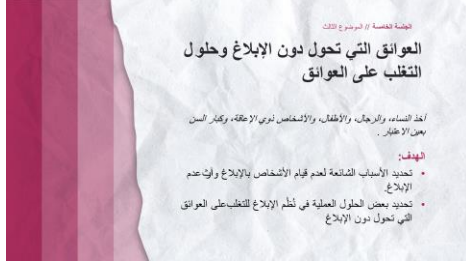 الجلسة الخامسة // الموضوع الثالث
العوائق التي تحول دون الإبلاغ وحلول
التغلب على العوائق
أخذ النساء، والرجال، والأطفال، والأشخاص ذوي الإعاقة، وكبار السن
بعين الاعتبار .
الهدف:
• تحديد الأسباب الشائعة لعدم قيام الأشخاص بالإبلاغ عدم
الإبلاغ.
• تحديد بعض الحلول العملية في نُظُم الإبلاغ للتغلب على العوائق
التي تحول دون الإبلاغ